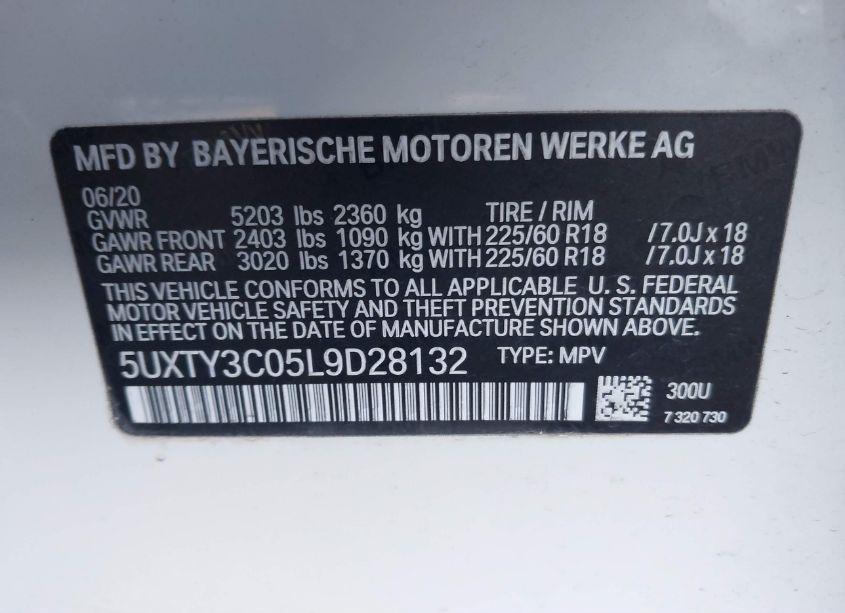 MFD BY BAYERISCHE MOTOREN WERKE AG
06/20
GVWR 5203 lbs 2360 kg TIRE / RIM
GAWR FRONT 2403 lbs 1090 kg WITH 225/60 R18 /7.0J x 18
GAWR REAR 3020 lbs 1370 kg WITH 225/60 R18 /7.0J x 18
THIS VEHICLE CONFORMS TO ALL APPLICABLE U. S. FEDERAL
MOTOR VEHICLE SAFETY AND THEFT PREVENTION STANDARDS
IN EFFECT ON THE DATE OF MANUFACTURE SHOWN ABOVE.
5UXTY3C05L9D28132 TYPE: MPV
300U
7 320 730